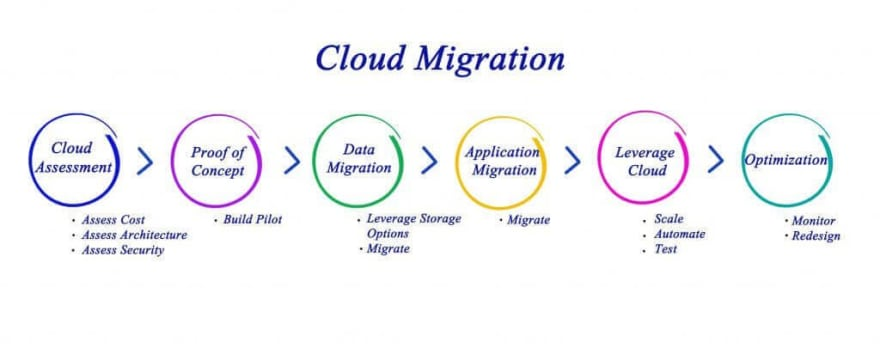 Cloud Migration
Cloud
Assessment
Proof of
Concept
Data
Migration
Application
Migration
Leverage
Cloud
Optimization
• Assess Cost
• Assess Architecture
• Assess Security
• Build Pilot
• Leverage Storage
Options
• Migrate
• Migrate
• Scale
• Automate
• Test
• Monitor
• Redesign